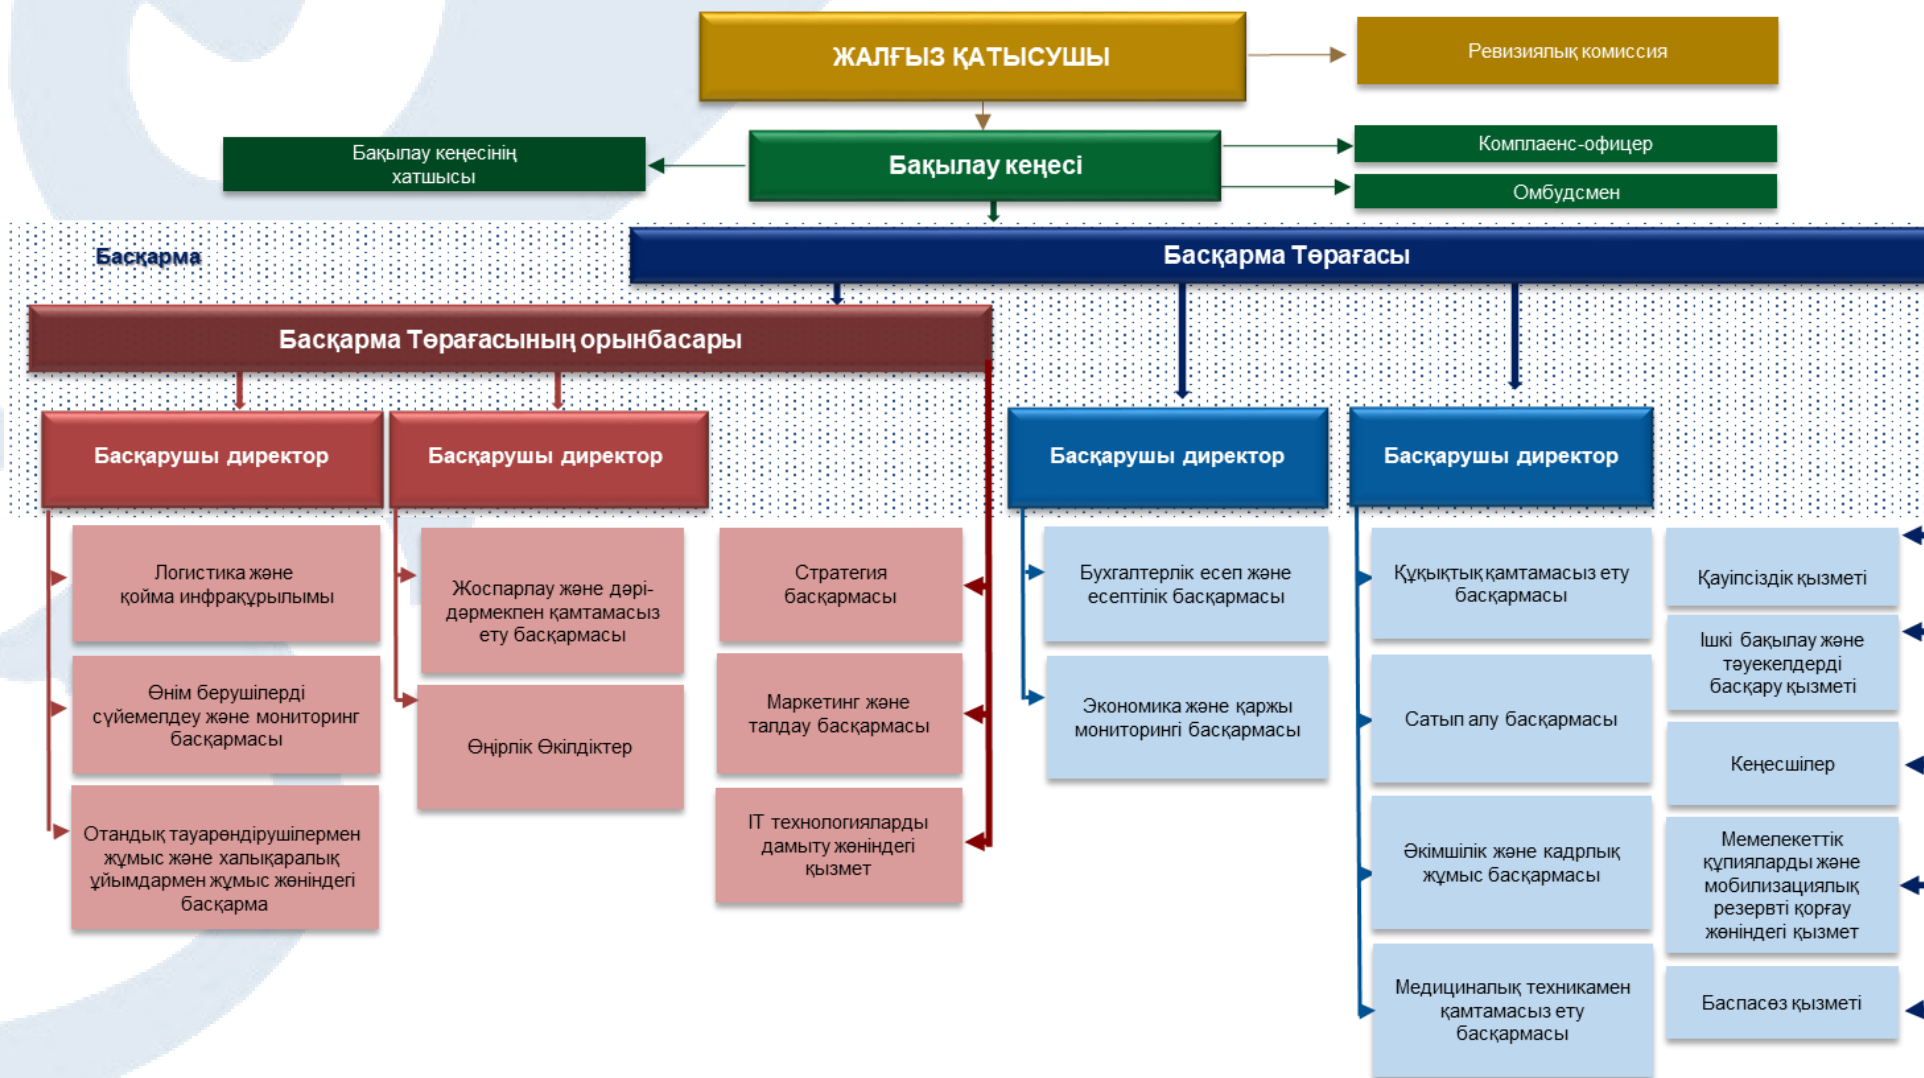 ЖАЛҒЫЗ ҚАТЫСУШЫ
Ревизиялық комиссия
Бақылау кеңесінің
хатшысы
Бақылау кеңесі
Комплаенс-офицер
Омбудсмен
Басқарма
Басқарма Төрағасы
Басқарма Төрағасының орынбасары
Басқарушы директор
Басқарушы директор
Басқарушы директор
Басқарушы директор
Логистика және
қойма инфрақұрылымы
Өнім берушілерді
сүйемелдеу және мониторинг
басқармасы
Отандық тауарөндірушілермен
жұмыс және халықаралық
ұйымдармен жұмыс жөніндегі
басқарма
Жоспарлау және дәрі-
дәрмекпен қамтамасыз
ету басқармасы
Өңірлік Өкілдіктер
Стратегия
басқармасы
Маркетинг және
талдау басқармасы
IT технологияларды
дамыту жөніндегі
қызмет
Бухгалтерлік есеп және
есептілік басқармасы
Экономика және қаржы
мониторингі басқармасы
Құқықтық қамтамасыз ету
басқармасы
Сатып алу басқармасы
Әкімшілік және кадрлық
жұмыс басқармасы
Медициналық техникамен
қамтамасыз ету
басқармасы
Қауіпсіздік қызметі
Ішкі бақылау және
тәуекелдерді
басқару қызметі
Кеңесшілер
Мемелекеттік
құпияларды және
мобилизациялық
резервті қорғау
жөніндегі қызмет
Баспасөз қызметі